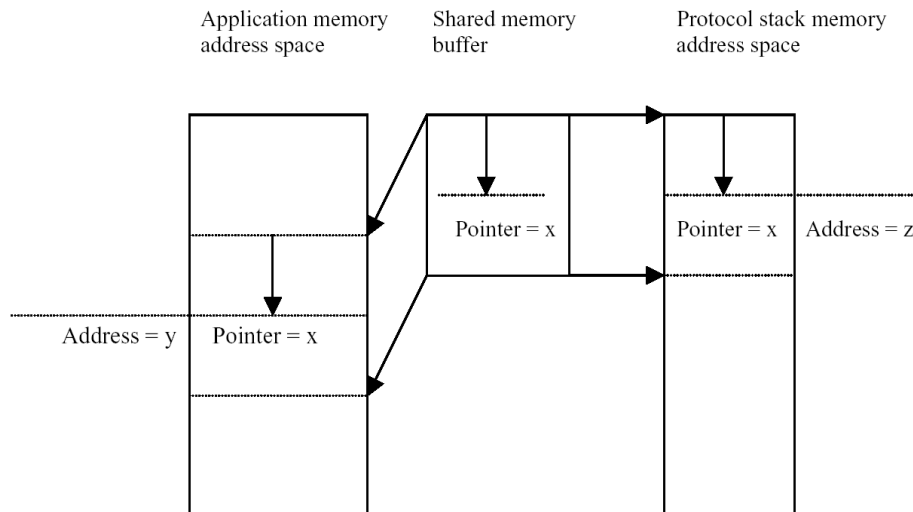 Application memory
address space
Shared memory
buffer
Protocol stack memory
address space
Pointer = x
Pointer = x
Address = z
Address = y
Pointer = x